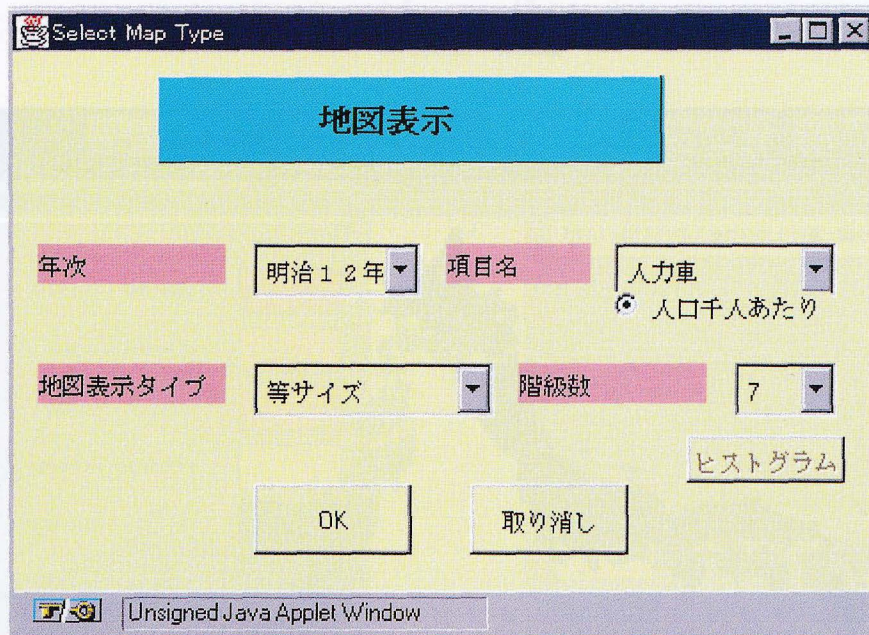 Select Map Type
地図表示
年次 明治１２年 項目名 人力車
人口千人あたり
地図表示タイプ 等サイズ 階級数 7
ヒストグラム
OK 取り消し
Unsigned Java Applet Window